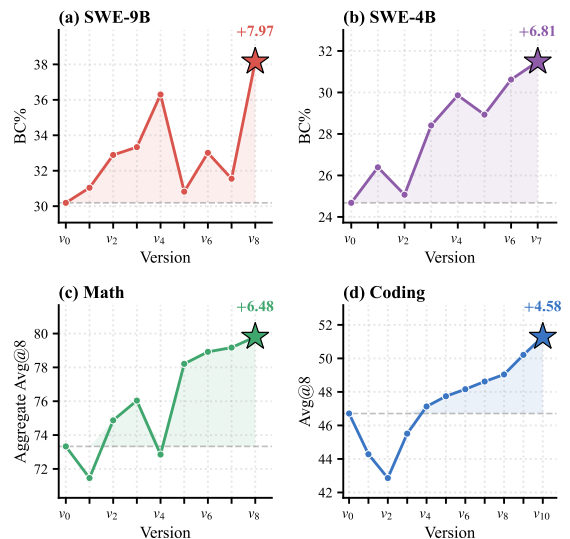 (a) SWE-9B
+7.97
BC%
38
36
34
32
30
v0 v2 v4 v6 v8
Version
(b) SWE-4B
+6.81
BC%
32
30
28
26
24
v0 v2 v4 v6 v7
Version
(c) Math
+6.48
Aggregate Avg@8
80
78
76
74
72
v0 v2 v4 v6 v8
Version
(d) Coding
+4.58
Avg@8
52
50
48
46
44
42
v0 v2 v4 v6 v8 v10
Version